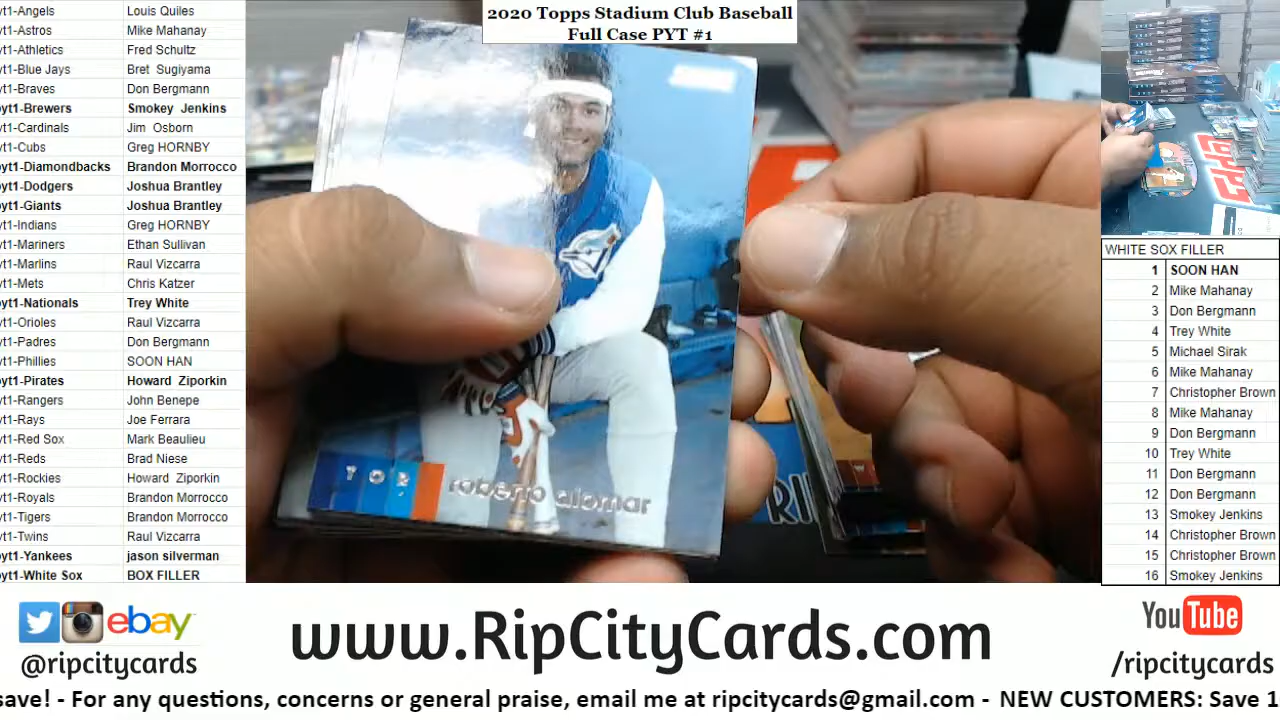 2020 Topps Stadium Club Baseball
Full Case PYT #1
yt1-Angels Louis Quiles
yt1-Astros Mike Mahanay
yt1-Athletics Fred Schultz
yt1-Blue Jays Bret Sugiyama
yt1-Braves Don Bergmann
yt1-Brewers Smokey Jenkins
yt1-Cardinals Jim Osborn
yt1-Cubs Greg HORNBY
yt1-Diamondbacks Brandon Morrocco
yt1-Dodgers Joshua Brantley
yt1-Giants Joshua Brantley
yt1-Indians Greg HORNBY
yt1-Mariners Ethan Sullivan
yt1-Marlins Raul Vizcarra
yt1-Mets Chris Katzer
yt1-Nationals Trey White
yt1-Orioles Raul Vizcarra
yt1-Padres Don Bergmann
yt1-Phillies SOON HAN
yt1-Pirates Howard Ziporkin
yt1-Rangers John Benepe
yt1-Rays Joe Ferrara
yt1-Red Sox Mark Beaulieu
yt1-Reds Brad Niese
yt1-Rockies Howard Ziporkin
yt1-Royals Brandon Morrocco
yt1-Tigers Brandon Morrocco
yt1-Twins Raul Vizcarra
yt1-Yankees jason silverman
yt1-White Sox BOX FILLER
TOR roberto alomar
RI
WHITE SOX FILLER
1 SOON HAN
2 Mike Mahanay
3 Don Bergmann
4 Trey White
5 Michael Sirak
6 Mike Mahanay
7 Christopher Brown
8 Mike Mahanay
9 Don Bergmann
10 Trey White
11 Don Bergmann
12 Don Bergmann
13 Smokey Jenkins
14 Christopher Brown
15 Christopher Brown
16 Smokey Jenkins
ebay
@ripcitycards
www.RipCityCards.com
YouTube
/ripcitycards
save! - For any questions, concerns or general praise, email me at ripcitycards@gmail.com - NEW CUSTOMERS: Save 1